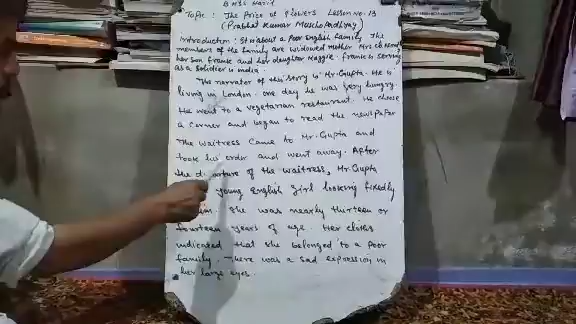 BHSS Naril
Topic: The Price of Flowers Lesson No. 13
(Prabhat Kumar Mukhopadhyay)
Introduction: It is about a Poor English family. The
members of the family are widowed mother Mrs
her son Frank and her daughter Maggie. Frank is serving
as a soldier in India.
The narrator of this story is Mr. Gupta. He is
living in London. One day he was very hungry.
He went to a vegetarian restaurant. He choose
a corner and began to read the newspaper
The waitress came to Mr. Gupta and
took his order and went away. After
the departure of the waitress, Mr. Gupta
young English girl looking fixedly
She was nearly thirteen or
fourteen years of age. Her clothes
indicated that she belonged to a poor
family. There was a sad expression in
her large eyes.